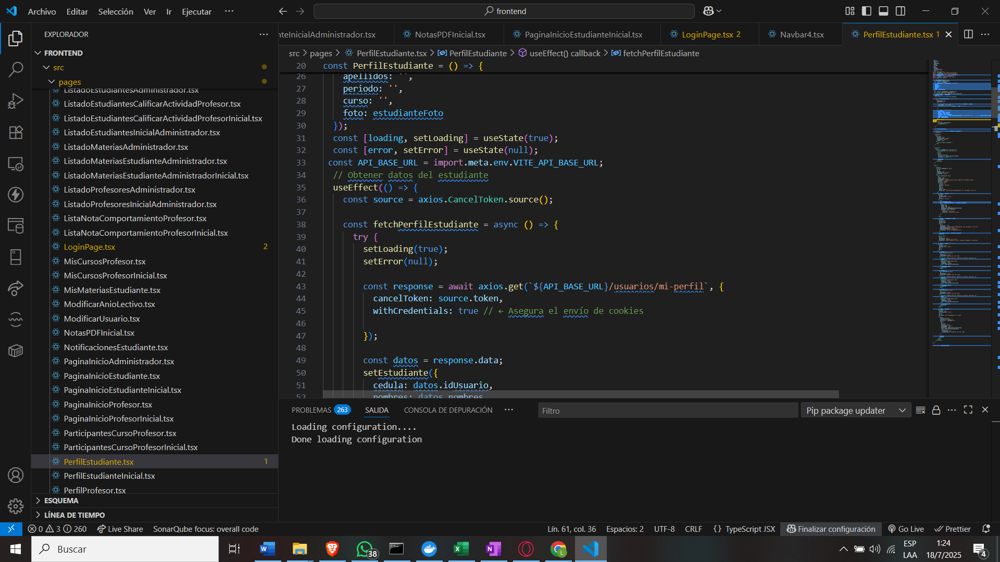 Archivo Editar Selección Ver Ir Ejecutar ··· frontend
EXPLORADOR ···
FRONTEND
src
pages
ListadoEstudiantesAdministrador.tsx
ListadoEstudiantesCalificarActividadProfesor.tsx
ListadoEstudiantesCalificarActividadProfesorInicial.tsx
ListadoEstudiantesInicialAdministrador.tsx
ListadoMateriasAdministrador.tsx
ListadoMateriasEstudianteAdministrador.tsx
ListadoMateriasEstudianteAdministradorInicial.tsx
ListadoProfesoresAdministrador.tsx
ListadoProfesoresInicialAdministrador.tsx
ListaNotaComportamientoProfesor.tsx
ListaNotaComportamientoProfesorInicial.tsx
LoginPage.tsx 2
MisCursosProfesor.tsx
MisCursosProfesorInicial.tsx
MisMateriasEstudiante.tsx
ModificarAnioLectivo.tsx
ModificarUsuario.tsx
NotasPDFInicial.tsx
NotificacionesEstudiante.tsx
PaginaInicioAdministrador.tsx
PaginaInicioEstudiante.tsx
PaginaInicioEstudianteInicial.tsx
PaginaInicioProfesor.tsx
PaginaInicioProfesorInicial.tsx
ParticipantesCursoProfesor.tsx
ParticipantesCursoProfesorInicial.tsx
PerfilEstudiante.tsx 1
PerfilEstudianteInicial.tsx
PerfilProfesor.tsx
ESQUEMA
LÍNEA DE TIEMPO
nteInicialAdministrador.tsx NotasPDFInicial.tsx PaginaInicioEstudianteInicial.tsx LoginPage.tsx 2 Navbar4.tsx PerfilEstudiante.tsx 1
src > pages > PerfilEstudiante.tsx > PerfilEstudiante > useEffect() callback > fetchPerfilEstudiante
20 const PerfilEstudiante = () => {
26 apellidos: '',
27 periodo: '',
28 curso: '',
29 foto: estudianteFoto
30 });
31 const [loading, setLoading] = useState(true);
32 const [error, setError] = useState(null);
33 const API_BASE_URL = import.meta.env.VITE_API_BASE_URL;
34 // Obtener datos del estudiante
35 useEffect(() => {
36 const source = axios.CancelToken.source();
37
38 const fetchPerfilEstudiante = async () => {
39 try {
40 setLoading(true);
41 setError(null);
42
43 const response = await axios.get(`${API_BASE_URL}/usuarios/mi-perfil`, {
44 cancelToken: source.token,
45 withCredentials: true // ← Asegura el envío de cookies
46
47 });
48
49 const datos = response.data;
50 setEstudiante({
51 cedula: datos.idUsuario,
52 nombres: datos.nombres
PROBLEMAS 263 SALIDA CONSOLA DE DEPURACIÓN ··· Filtro Pip package updater
Loading configuration....
Done loading configuration
0 3 260 Live Share SonarQube focus: overall code Lín. 61, col. 36 Espacios: 2 UTF-8 CRLF {} TypeScript JSX Finalizar configuración Go Live Prettier
Buscar 38 ESP LAA 1:24 18/7/2025 4